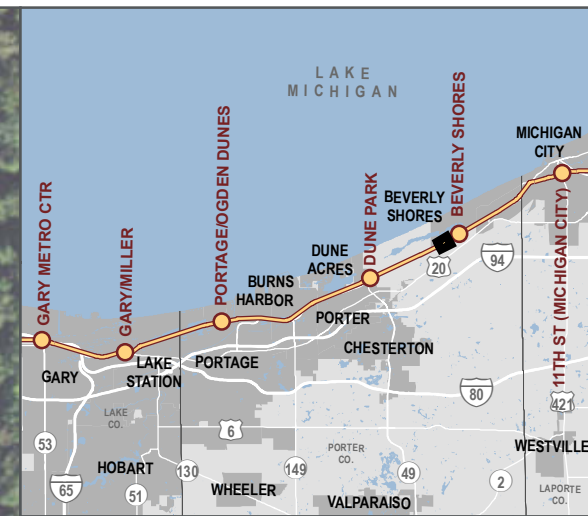 LAKE
MICHIGAN
MICHIGAN
CITY
GARY METRO CTR
GARY/MILLER
PORTAGE/OGDEN DUNES
DUNE PARK
BEVERLY SHORES
11TH ST (MICHIGAN CITY)
BEVERLY
SHORES
20
94
DUNE
ACRES
BURNS
HARBOR
PORTER
CHESTERTON
GARY
LAKE
STATION
PORTAGE
80
421
LAKE
CO.
6
53
PORTER
CO.
WESTVILLE
HOBART
130
149
49
65
51
WHEELER
2
LAPORTE
CO.
VALPARAISO